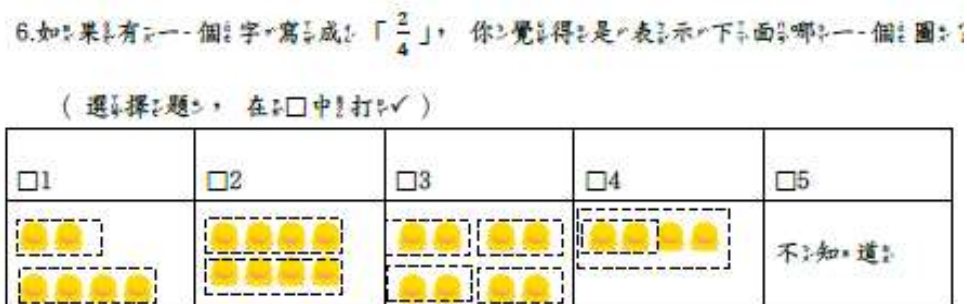 6.如果有一個字寫成「2/4」，你覺得是表示下面哪一個圖？
（選擇題，在□中打✓）
□1 □2 □3 □4 □5
不知道